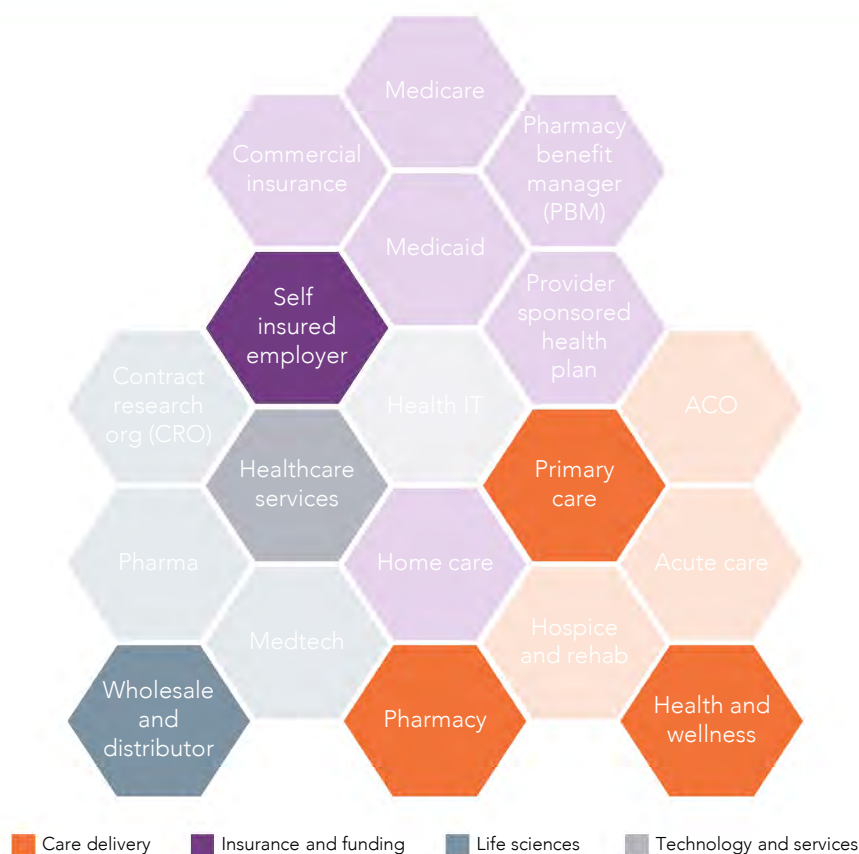 Medicare
Commercial
insurance
Pharmacy
benefit
manager
(PBM)
Medicaid
Self
insured
employer
Provider
sponsored
health
plan
Contract
research
org (CRO)
Health IT
ACO
Healthcare
services
Primary
care
Pharma
Home care
Acute care
Medtech
Hospice
and rehab
Wholesale
and
distributor
Pharmacy
Health and
wellness
Care delivery
Insurance and funding
Life sciences
Technology and services